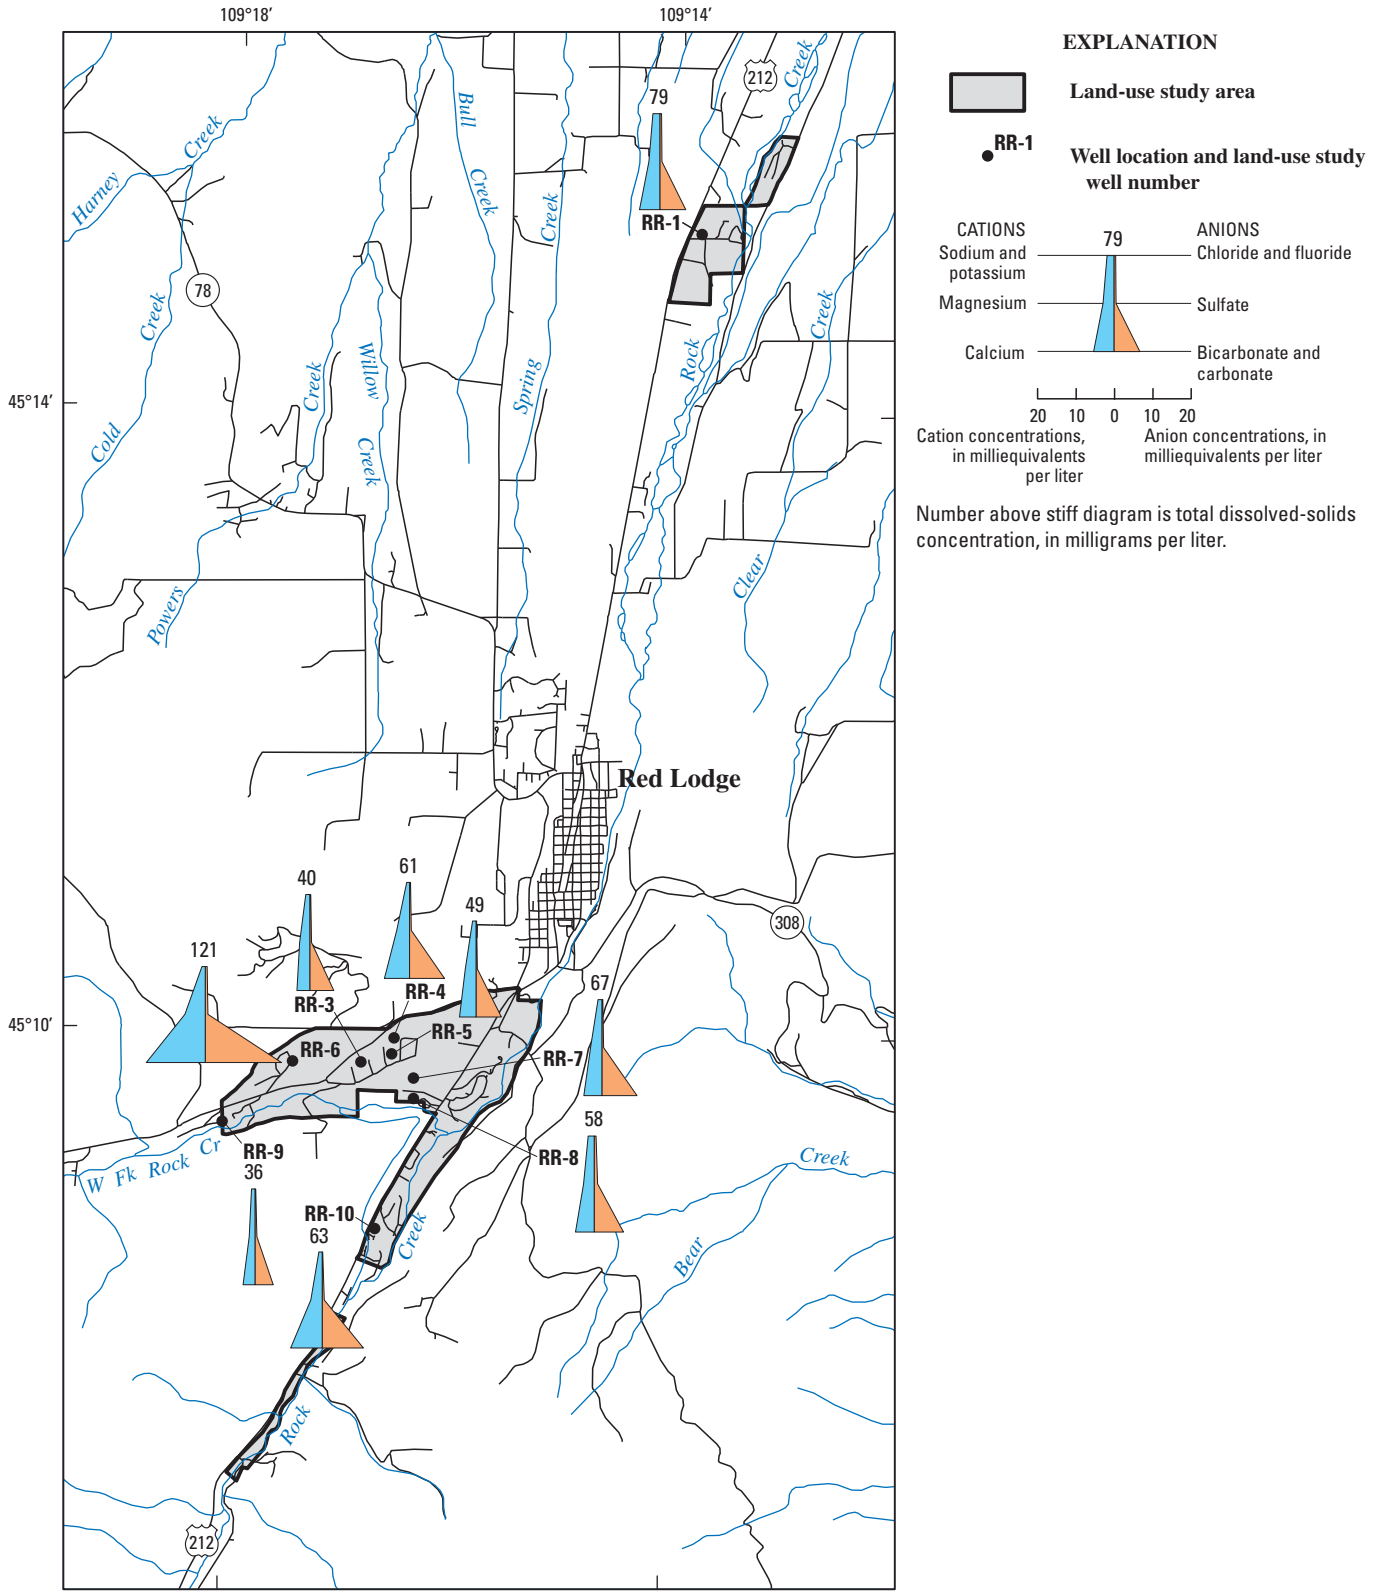 109°18′
109°14′
EXPLANATION
Land-use study area
RR-1
Well location and land-use study
well number
CATIONS
Sodium and
potassium
Magnesium
Calcium
79
ANIONS
Chloride and fluoride
Sulfate
Bicarbonate and
carbonate
20 10 0 10 20
Cation concentrations,
in milliequivalents
per liter
Anion concentrations, in
milliequivalents per liter
Number above stiff diagram is total dissolved-solids
concentration, in milligrams per liter.
212
Creek
79
Bull
Creek
Harney
Creek
Creek
RR-1
78
Creek
Creek
Willow
Creek
Rock
Creek
Spring
45°14′
Cold
Creek
Clear
Powers
Red Lodge
40
61
49
308
121
67
RR-3
RR-4
45°10′
RR-5
RR-6
RR-7
58
RR-9
36
RR-8
W Fk Rock Cr
Creek
RR-10
63
Creek
Bear
Rock
212